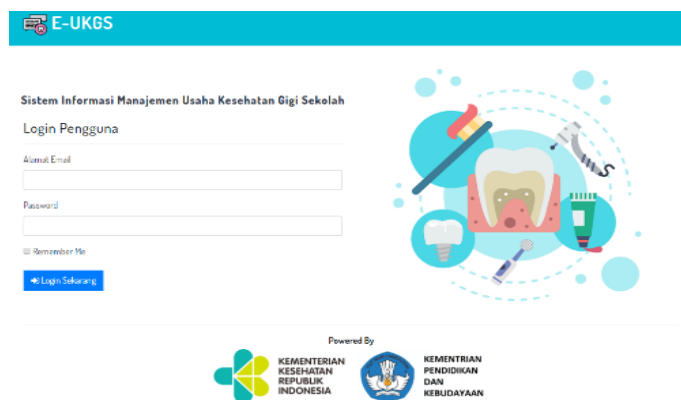 E-UKGS
Sistem Informasi Manajemen Usaha Kesehatan Gigi Sekolah
Login Pengguna
Alamat Email
Password
Remember Me
Login Sekarang
Powered By
KEMENTERIAN
KESEHATAN
REPUBLIK
INDONESIA
KEMENTRIAN
PENDIDIKAN
DAN
KEBUDAYAAN